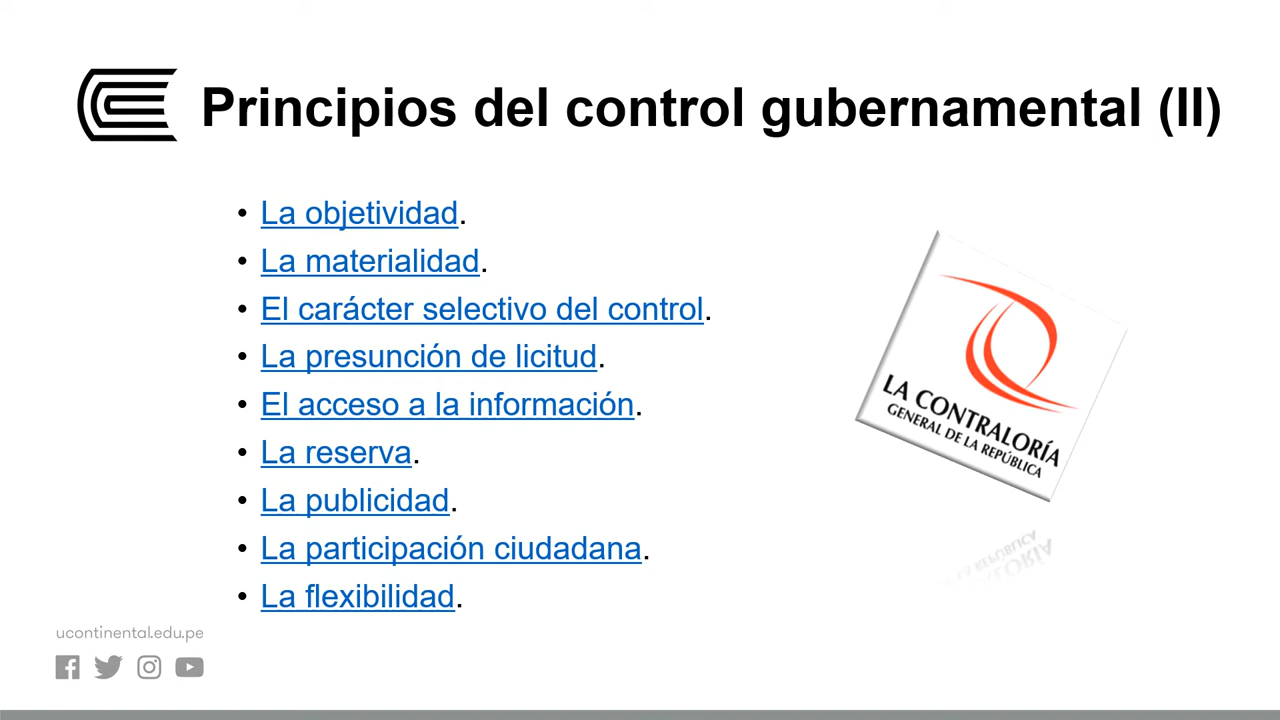 Principios del control gubernamental (II)
• La objetividad.
• La materialidad.
• El carácter selectivo del control.
• La presunción de licitud.
• El acceso a la información.
• La reserva.
• La publicidad.
• La participación ciudadana.
• La flexibilidad.
LA CONTRALORÍA
GENERAL DE LA REPÚBLICA
ucontinental.edu.pe